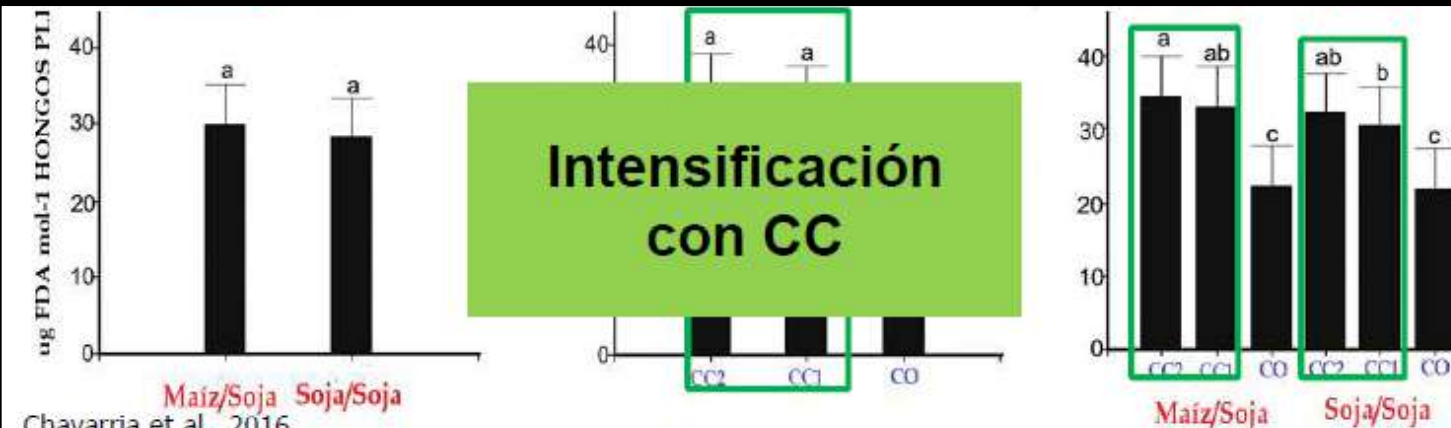 ug FDA mol-1 HONGOS PLI
40
30
20
10
0
a
a
Maíz/Soja Soja/Soja
Chavarria et al., 2016
40
0
a
a
Intensificación
con CC
CC2 CC1 CO
40
30
20
10
0
a
ab
c
ab
b
c
CC2 CC1 CO CC2 CC1 CO
Maíz/Soja Soja/Soja